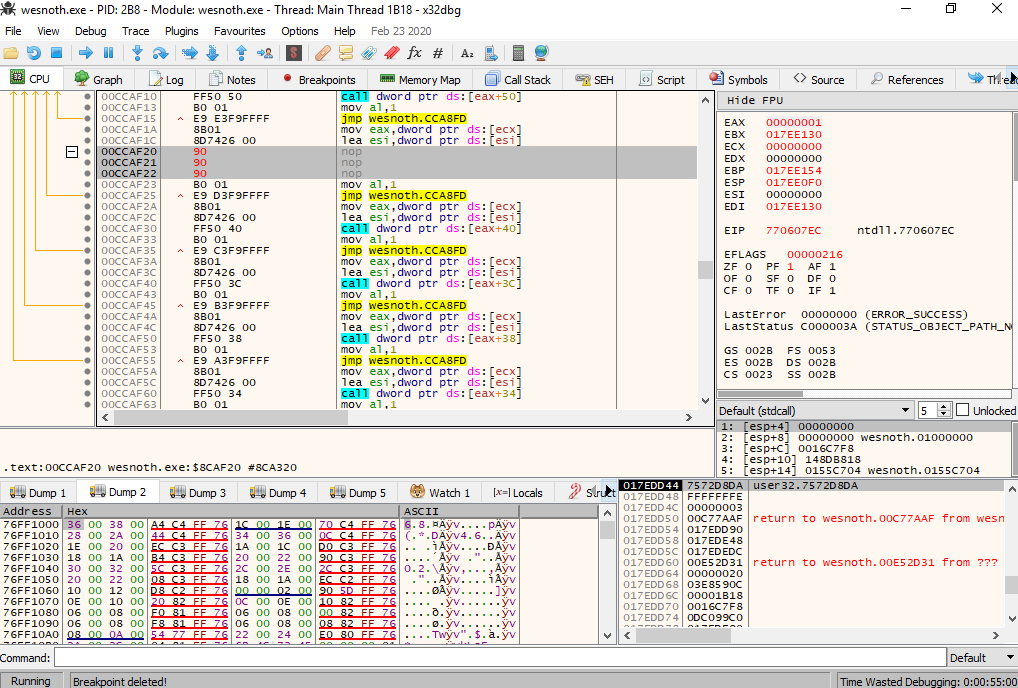 wesnoth.exe - PID: 2B8 - Module: wesnoth.exe - Thread: Main Thread 1B18 - x32dbg
File View Debug Trace Plugins Favourites Options Help Feb 23 2020
CPU Graph Log Notes Breakpoints Memory Map Call Stack SEH Script Symbols Source References
00CCAF10 FF50 50 call dword ptr ds:[eax+50]
00CCAF13 B0 01 mov al,1
00CCAF15 E9 E3F9FFFF jmp wesnoth.CCA8FD
00CCAF1A 8B01 mov eax,dword ptr ds:[ecx]
00CCAF1C 8D7426 00 lea esi,dword ptr ds:[esi]
00CCAF20 90 nop
00CCAF21 90 nop
00CCAF22 90 nop
00CCAF23 B0 01 mov al,1
00CCAF25 E9 D3F9FFFF jmp wesnoth.CCA8FD
00CCAF2A 8B01 mov eax,dword ptr ds:[ecx]
00CCAF2C 8D7426 00 lea esi,dword ptr ds:[esi]
00CCAF30 FF50 40 call dword ptr ds:[eax+40]
00CCAF33 B0 01 mov al,1
00CCAF35 E9 C3F9FFFF jmp wesnoth.CCA8FD
00CCAF3A 8B01 mov eax,dword ptr ds:[ecx]
00CCAF3C 8D7426 00 lea esi,dword ptr ds:[esi]
00CCAF40 FF50 3C call dword ptr ds:[eax+3C]
00CCAF43 B0 01 mov al,1
00CCAF45 E9 B3F9FFFF jmp wesnoth.CCA8FD
00CCAF4A 8B01 mov eax,dword ptr ds:[ecx]
00CCAF4C 8D7426 00 lea esi,dword ptr ds:[esi]
00CCAF50 FF50 38 call dword ptr ds:[eax+38]
00CCAF53 B0 01 mov al,1
00CCAF55 E9 A3F9FFFF jmp wesnoth.CCA8FD
00CCAF5A 8B01 mov eax,dword ptr ds:[ecx]
00CCAF5C 8D7426 00 lea esi,dword ptr ds:[esi]
00CCAF60 FF50 34 call dword ptr ds:[eax+34]
00CCAF63 B0 01 mov al,1
Hide FPU
EAX 00000001
EBX 017EE130
ECX 00000000
EDX 00000000
EBP 017EE154
ESP 017EE0F0
ESI 00000000
EDI 017EE130
EIP 770607EC ntdll.770607EC
EFLAGS 00000216
ZF 0 PF 1 AF 1
OF 0 SF 0 DF 0
CF 0 TF 0 IF 1
LastError 00000000 (ERROR_SUCCESS)
LastStatus C000003A (STATUS_OBJECT_PATH_N
GS 002B FS 0053
ES 002B DS 002B
CS 0023 SS 002B
Default (stdcall) 5 Unlocked
1: [esp+4] 00000000
2: [esp+8] 00000000 wesnoth.01000000
3: [esp+C] 0016C7F8
4: [esp+10] 148DB818
5: [esp+14] 0155C704 wesnoth.0155C704
.text:00CCAF20 wesnoth.exe:$8CAF20 #8CA320
Dump 1 Dump 2 Dump 3 Dump 4 Dump 5 Watch 1 [x=] Locals Struct
Address Hex ASCII
76FF1000 36 00 38 00 A4 C4 FF 76 1C 00 1E 00 70 C4 FF 76 6.8.¤Äÿv....pÄÿv
76FF1010 28 00 2A 00 44 C4 FF 76 34 00 36 00 0C C4 FF 76 (.*.DÄÿv4.6..Äÿv
76FF1020 1E 00 20 00 EC C3 FF 76 1A 00 1C 00 D0 C3 FF 76
76FF1030 18 00 1A 00 B4 C3 FF 76 20 00 22 00 90 C3 FF 76
76FF1040 30 00 32 00 5C C3 FF 76 2C 00 2E 00 2C C3 FF 76
76FF1050 20 00 22 00 08 C3 FF 76 18 00 1A 00 EC C2 FF 76
76FF1060 10 00 12 00 D8 C2 FF 76 00 00 02 00 90 5D FF 76
76FF1070 0E 00 10 00 20 82 FF 76 0C 00 0E 00 10 82 FF 76
76FF1080 06 00 08 00 F0 81 FF 76 06 00 08 00 00 82 FF 76
76FF1090 06 00 08 00 F8 81 FF 76 06 00 08 00 08 82 FF 76
76FF10A0 08 00 0A 00 54 77 FF 76 22 00 24 00 E0 80 FF 76
017EDD44 7572D8DA user32.7572D8DA
017EDD48 FFFFFFFE
017EDD4C 00000003
017EDD50 00C77AAF return to wesnoth.00C77AAF from wesn
017EDD54 017EDD90
017EDD58 017EDE48
017EDD5C 017EDEDC
017EDD60 00E52D31 return to wesnoth.00E52D31 from ???
017EDD64 00000020
017EDD68 03E8590C
017EDD6C 00001B18
017EDD70 0016C7F8
017EDD74 0DC099C0
Command: Default
Running Breakpoint deleted! Time Wasted Debugging: 0:00:55:00